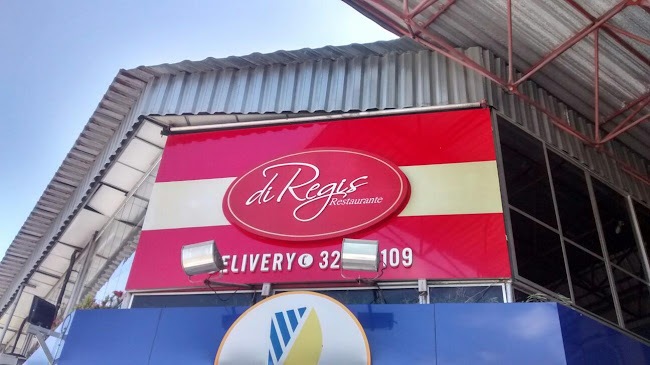 di Regis
Restaurante
DELIVERY 32 109